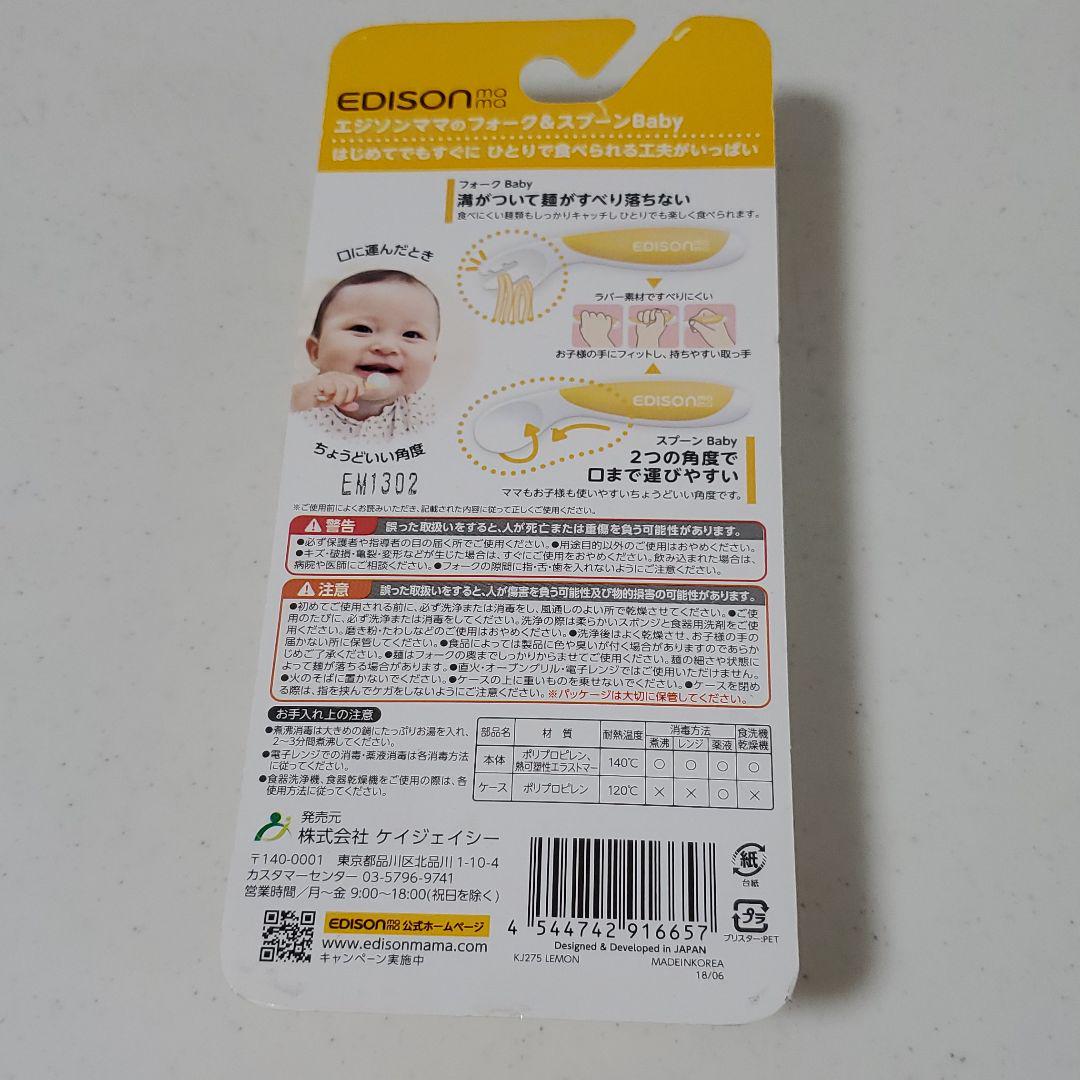 EDISON mama
エジソンママのフォーク&スプーンBaby
はじめてでもすぐに ひとりで食べられる工夫がいっぱい
フォーク Baby
溝がついて麺がすべり落ちない
食べにくい麺類もしっかりキャッチし ひとりでも楽しく食べられます。
口に運んだとき
EDISON mama
ラバー素材ですべりにくい
お子様の手にフィットし、持ちやすい取っ手
EDISON mama
ちょうどいい角度
スプーン Baby
2つの角度で
口まで運びやすい
ママもお子様も使いやすいちょうどいい角度です。
EM1302
※ご使用前によくお読みいただき、記載された内容に従って正しくご使用ください。
警告 誤った取扱いをすると、人が死亡または重傷を負う可能性があります。
●必ず保護者や指導者の目の届く所でご使用ください。●用途目的以外のご使用はおやめください。
●キズ・破損・亀裂・変形などが生じた場合は、すぐにご使用をおやめください。飲み込まれた場合は、
病院や医師にご相談ください。●フォークの隙間に指・舌・歯を入れないようにご注意ください。
注意 誤った取扱いをすると、人が傷害を負う可能性及び物的損害の可能性があります。
●初めてご使用される前に、必ず洗浄または消毒をし、風通しのよい所で乾燥させてください。●ご使
用のたびに、必ず洗浄または消毒をしてください。洗浄の際は柔らかいスポンジと食器用洗剤をご使
用ください。磨き粉・たわしなどのご使用はおやめください。●洗浄後はよく乾燥させ、お子様の手の
届かない所に保管してください。●食品によっては製品に色や臭いが付く場合がありますのであらか
じめご了承ください。●麺はフォークの奥までしっかりからませてご使用ください。麺の細さや状態に
よって麺が落ちる場合があります。●直火・オーブングリル・電子レンジではご使用いただけません。
●火のそばに置かないでください。●ケースの上に重いものを乗せないでください。●ケースを閉め
る際は、指を挟んでケガをしないようにご注意ください。※パッケージは大切に保管してください。
お手入れ上の注意
●煮沸消毒は大きめの鍋にたっぷりお湯を入れ、
2〜3分間煮沸してください。
●電子レンジでの消毒・薬液消毒は各消毒方法
に従ってください。
●食器洗浄機、食器乾燥機をご使用の際は、各
使用方法に従ってください。
部品名 材質 耐熱温度 消毒方法 煮沸 レンジ 薬液 食洗機 乾燥機
本体 ポリプロピレン、熱可塑性エラストマー 140℃ ○ ○ ○ ○
ケース ポリプロピレン 120℃ × × ○ ×
発売元
株式会社 ケイジェイシー
〒140-0001 東京都品川区北品川 1-10-4
カスタマーセンター 03-5796-9741
営業時間/月〜金 9:00〜18:00(祝日を除く)
EDISON mama 公式ホームページ
www.edisonmama.com
キャンペーン実施中
4 544742 916657
Designed & Developed in JAPAN
KJ275 LEMON MADEINKOREA
18/06
紙
台紙
プラ
ブリスター:PET